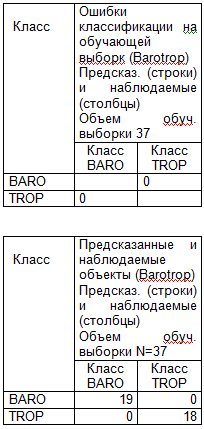 Класс
Ошибки
классификации на
обучающей
выборк (Barotrop)
Предсказ. (строки)
и наблюдаемые
(столбцы)
Объем обуч.
выборки 37
Класс BARO
Класс TROP
BARO 0
TROP 0
Класс
Предсказанные и
наблюдаемые
объекты (Barotrop)
Предсказ. (строки)
и наблюдаемые
(столбцы)
Объем обуч.
выборки N=37
Класс BARO
Класс TROP
BARO 19 0
TROP 0 18